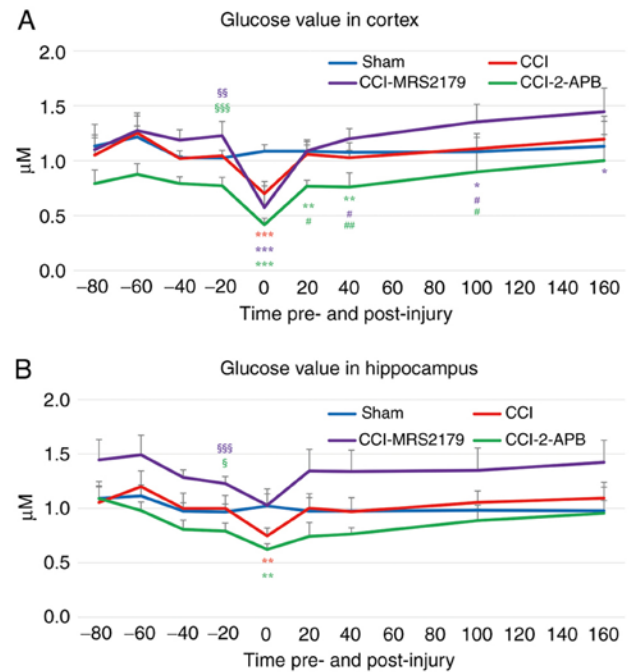 A
Glucose value in cortex
2.0
Sham
CCI
CCI-MRS2179
CCI-2-APB
§§
§§§
1.5
1.0
μM
0.5
** * *
# # *
## #
***
***
***
0.0
−80 −60 −40 −20 0 20 40 60 80 100 120 140 160
Time pre- and post-injury
B
Glucose value in hippocampus
2.0
Sham
CCI
CCI-MRS2179
CCI-2-APB
§§§
§
1.5
1.0
μM
0.5
**
**
0.0
−80 −60 −40 −20 0 20 40 60 80 100 120 140 160
Time pre- and post-injury